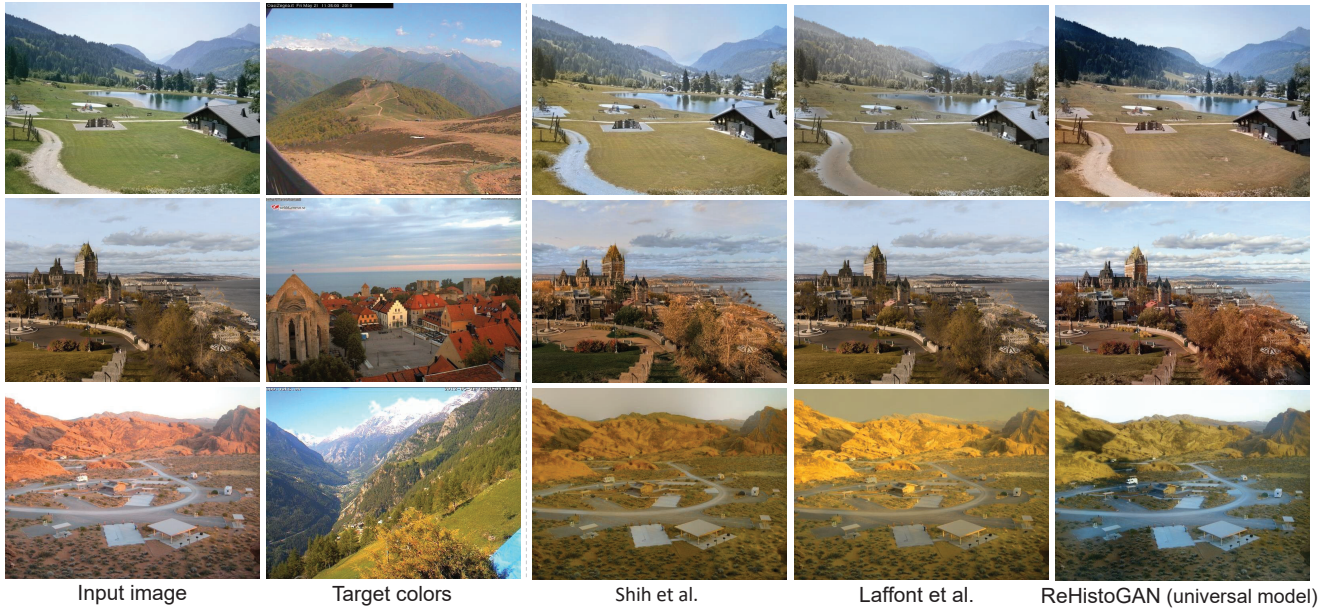 Input image
Target colors
Shih et al.
Laffont et al.
ReHistoGAN (universal model)